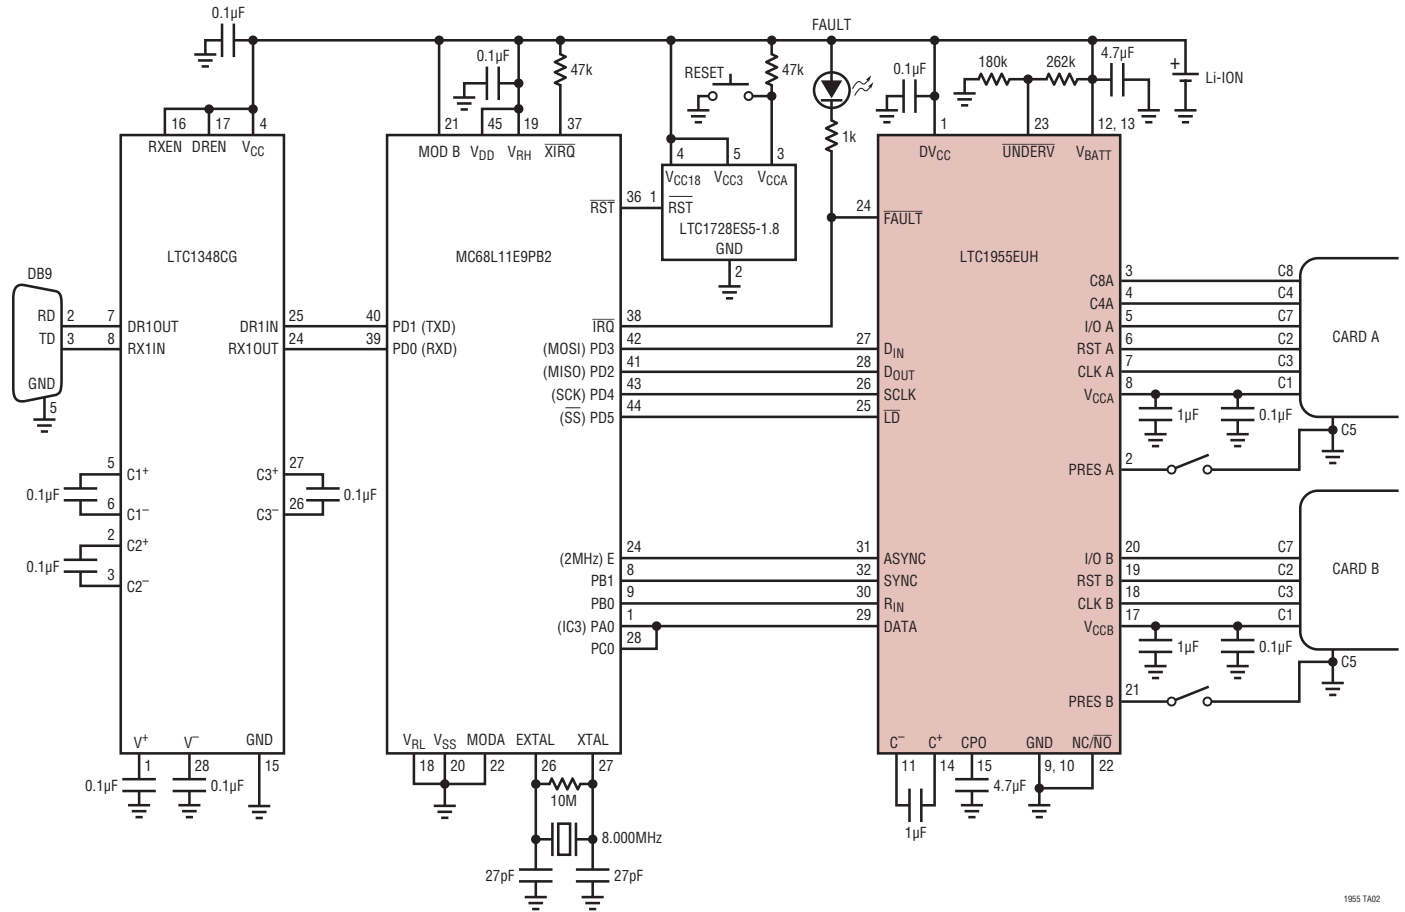 0.1µF
FAULT
0.1µF
47k
RESET
47k
0.1µF
180k
262k
4.7µF
+
Li-ION
1k
16
17
4
RXEN
DREN
VCC
21
45
19
37
MOD B
VDD
VRH
XIRQ
4
5
3
VCC18
VCC3
VCCA
RST
36
1
RST
LTC1728ES5-1.8
GND
2
1
23
12, 13
DVCC
UNDERV
VBATT
24
FAULT
LTC1348CG
MC68L11E9PB2
LTC1955EUH
DB9
RD
2
7
DR1OUT
TD
3
8
RX1IN
GND
5
DR1IN
25
40
PD1 (TXD)
RX1OUT
24
39
PD0 (RXD)
IRQ
38
(MOSI) PD3
42
27
DIN
(MISO) PD2
41
28
DOUT
(SCK) PD4
43
26
SCLK
(SS) PD5
44
25
LD
C8A
3
C8
C4A
4
C4
I/O A
5
C7
RST A
6
C2
CLK A
7
C3
VCCA
8
C1
CARD A
1µF
0.1µF
C5
PRES A
2
5
C1+
0.1µF
6
C1–
2
C2+
0.1µF
3
C2–
C3+
27
0.1µF
C3–
26
(2MHz) E
24
31
ASYNC
PB1
8
32
SYNC
PB0
9
30
RIN
(IC3) PA0
1
29
DATA
PC0
28
I/O B
20
C7
RST B
19
C2
CLK B
18
C3
VCCB
17
C1
CARD B
1µF
0.1µF
C5
PRES B
21
V+
V–
GND
1
28
15
0.1µF
0.1µF
VRL
VSS
MODA
EXTAL
XTAL
18
20
22
26
27
10M
8.000MHz
27pF
27pF
C–
C+
CPO
GND
NC/NO
11
14
15
9, 10
22
1µF
4.7µF
1955 TA02